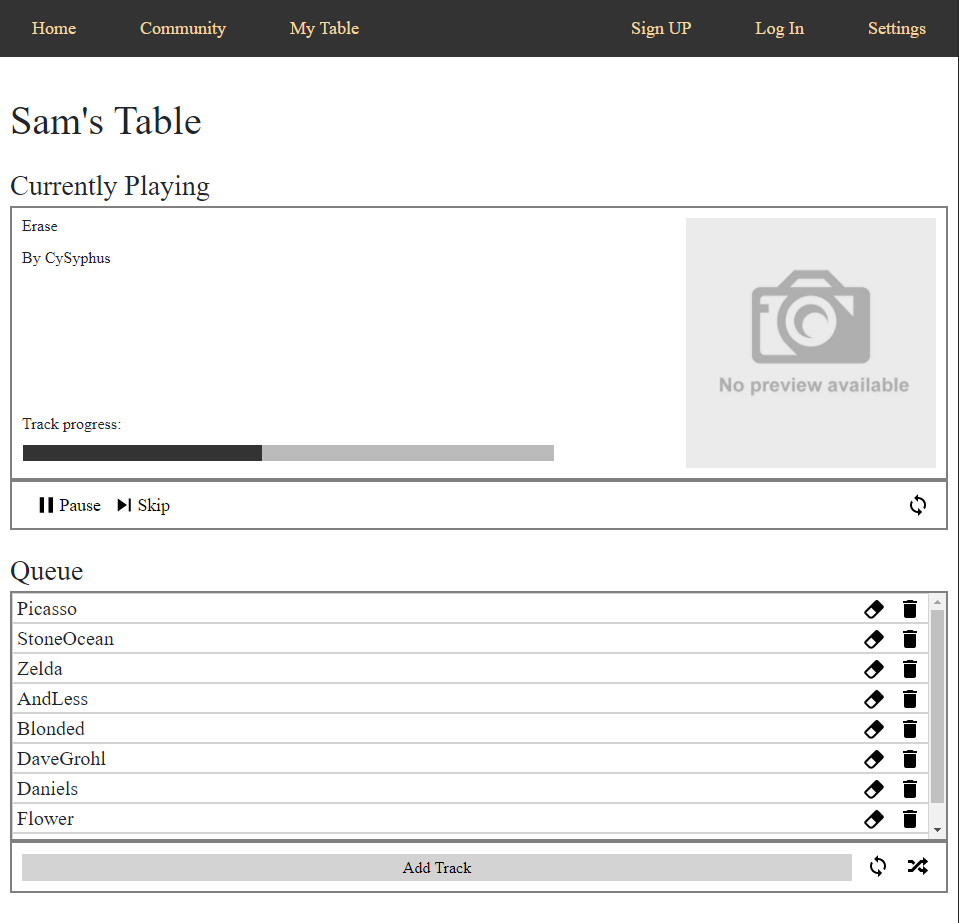 Home Community My Table Sign UP Log In Settings
Sam's Table
Currently Playing
Erase
By CySyphus
No preview available
Track progress:
Pause Skip
Queue
Picasso
StoneOcean
Zelda
AndLess
Blonded
DaveGrohl
Daniels
Flower
Add Track